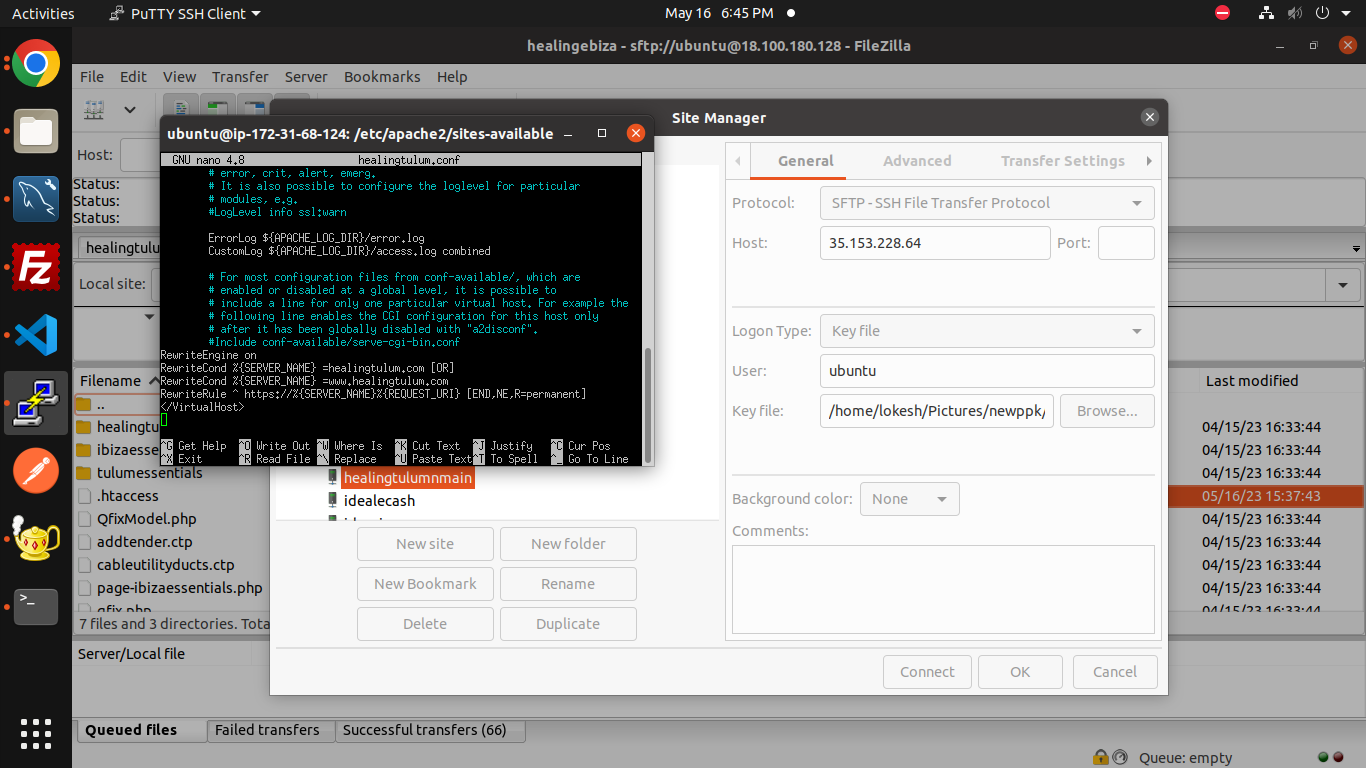 Activities
PuTTY SSH Client
May 16 6:45 PM
healingebiza - sftp://ubuntu@18.100.180.128 - FileZilla
File Edit View Transfer Server Bookmarks Help
Site Manager
ubuntu@ip-172-31-68-124: /etc/apache2/sites-available
Host:
Status:
Status:
Status:
healingtulu
Local site:
Filename
..
healingtu
ibizaesse
tulumessentials
.htaccess
QfixModel.php
addtender.ctp
cableutilityducts.ctp
page-ibizaessentials.php
qfix.php
7 files and 3 directories. Tota
Server/Local file
GNU nano 4.8 healingtulum.conf
# error, crit, alert, emerg.
# It is also possible to configure the loglevel for particular
# modules, e.g.
#LogLevel info ssl:warn
ErrorLog ${APACHE_LOG_DIR}/error.log
CustomLog ${APACHE_LOG_DIR}/access.log combined
# For most configuration files from conf-available/, which are
# enabled or disabled at a global level, it is possible to
# include a line for only one particular virtual host. For example the
# following line enables the CGI configuration for this host only
# after it has been globally disabled with "a2disconf".
#Include conf-available/serve-cgi-bin.conf
RewriteEngine on
RewriteCond %{SERVER_NAME} =healingtulum.com [OR]
RewriteCond %{SERVER_NAME} =www.healingtulum.com
RewriteRule ^ https://%{SERVER_NAME}%{REQUEST_URI} [END,NE,R=permanent]
</VirtualHost>
^G Get Help ^O Write Out ^W Where Is ^K Cut Text ^J Justify ^C Cur Pos
^X Exit ^R Read File ^\ Replace ^U Paste Text ^T To Spell ^_ Go To Line
healingtulumnmain
idealecash
New site New folder
New Bookmark Rename
Delete Duplicate
General Advanced Transfer Settings
Protocol: SFTP - SSH File Transfer Protocol
Host: 35.153.228.64 Port:
Logon Type: Key file
User: ubuntu
Key file: /home/lokesh/Pictures/newppk/ Browse...
Background color: None
Comments:
Connect OK Cancel
Last modified
04/15/23 16:33:44
04/15/23 16:33:44
04/15/23 16:33:44
05/16/23 15:37:43
04/15/23 16:33:44
04/15/23 16:33:44
04/15/23 16:33:44
04/15/23 16:33:44
04/15/23 16:33:44
Queued files Failed transfers Successful transfers (66)
Queue: empty